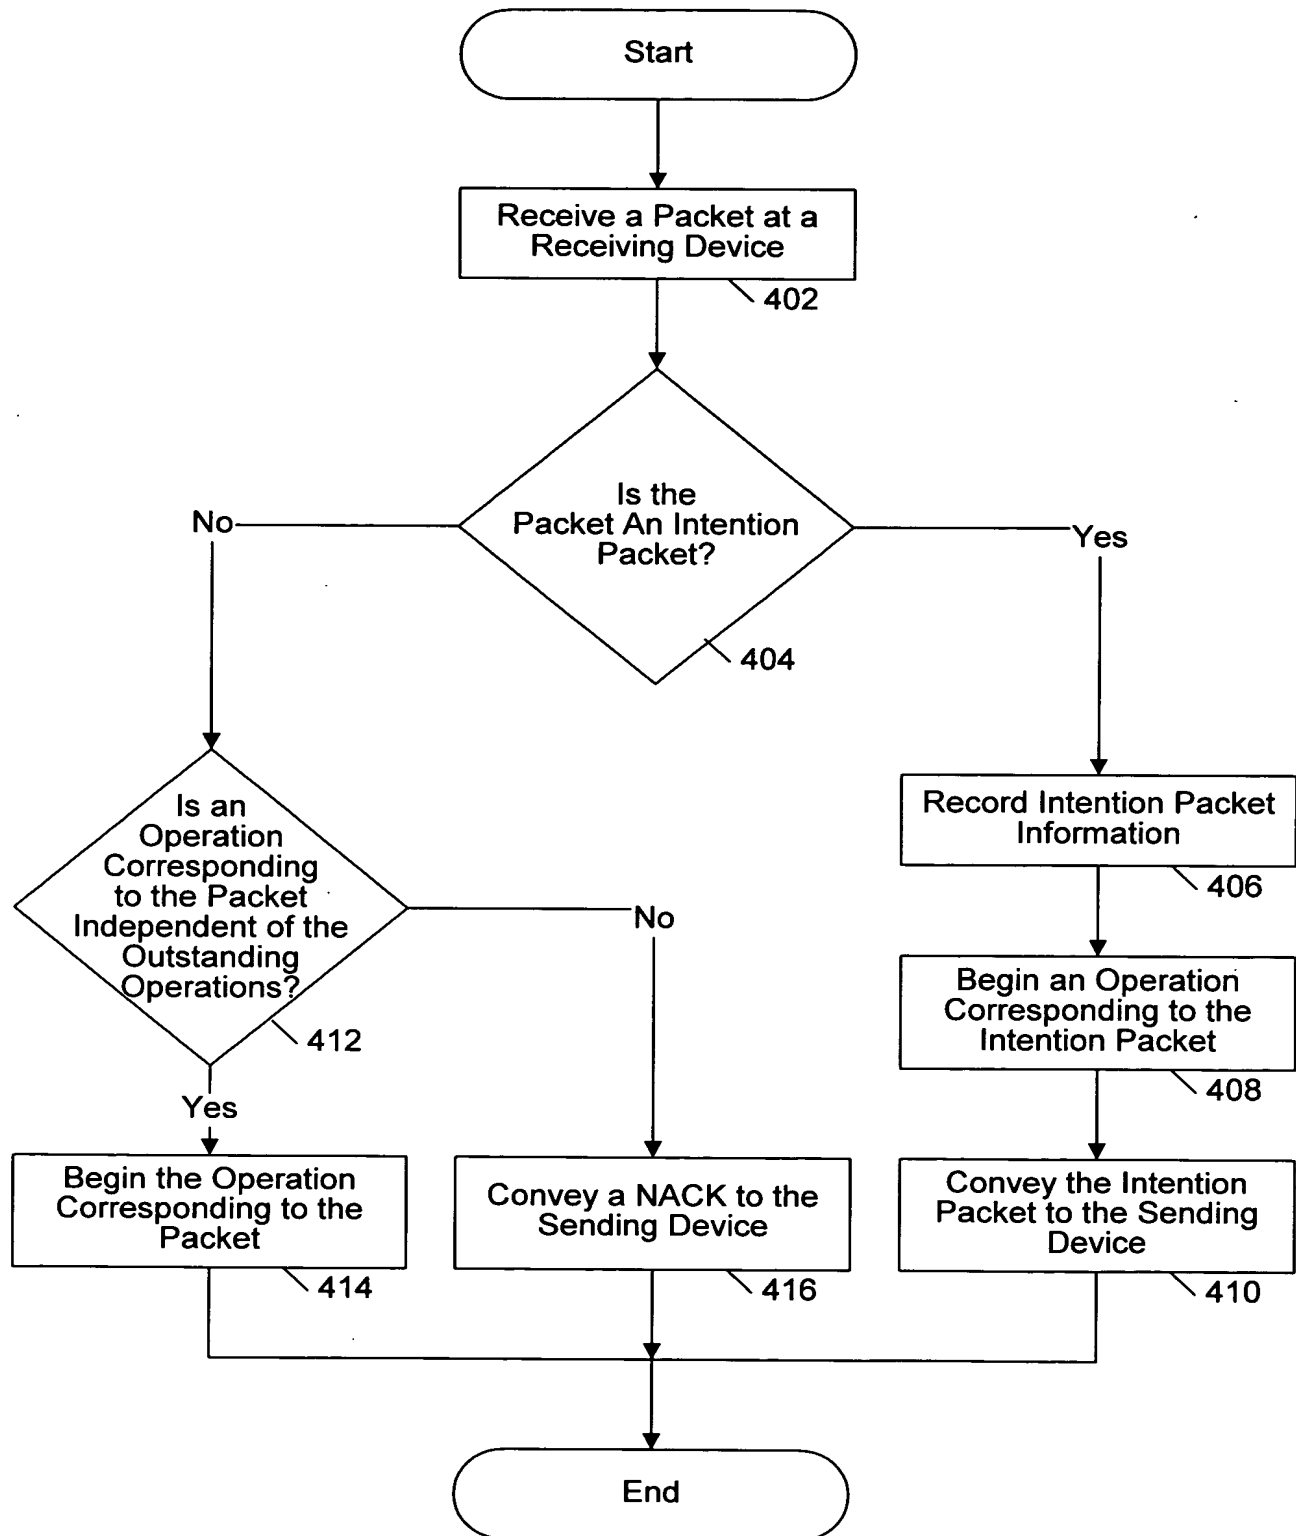 Start
Receive a Packet at a
Receiving Device
402
Is the
Packet An Intention
Packet?
404
No
Yes
Is an
Operation
Corresponding
to the Packet
Independent of the
Outstanding
Operations?
412
No
Yes
Record Intention Packet
Information
406
Begin an Operation
Corresponding to the
Intention Packet
408
Begin the Operation
Corresponding to the
Packet
414
Convey a NACK to the
Sending Device
416
Convey the Intention
Packet to the Sending
Device
410
End